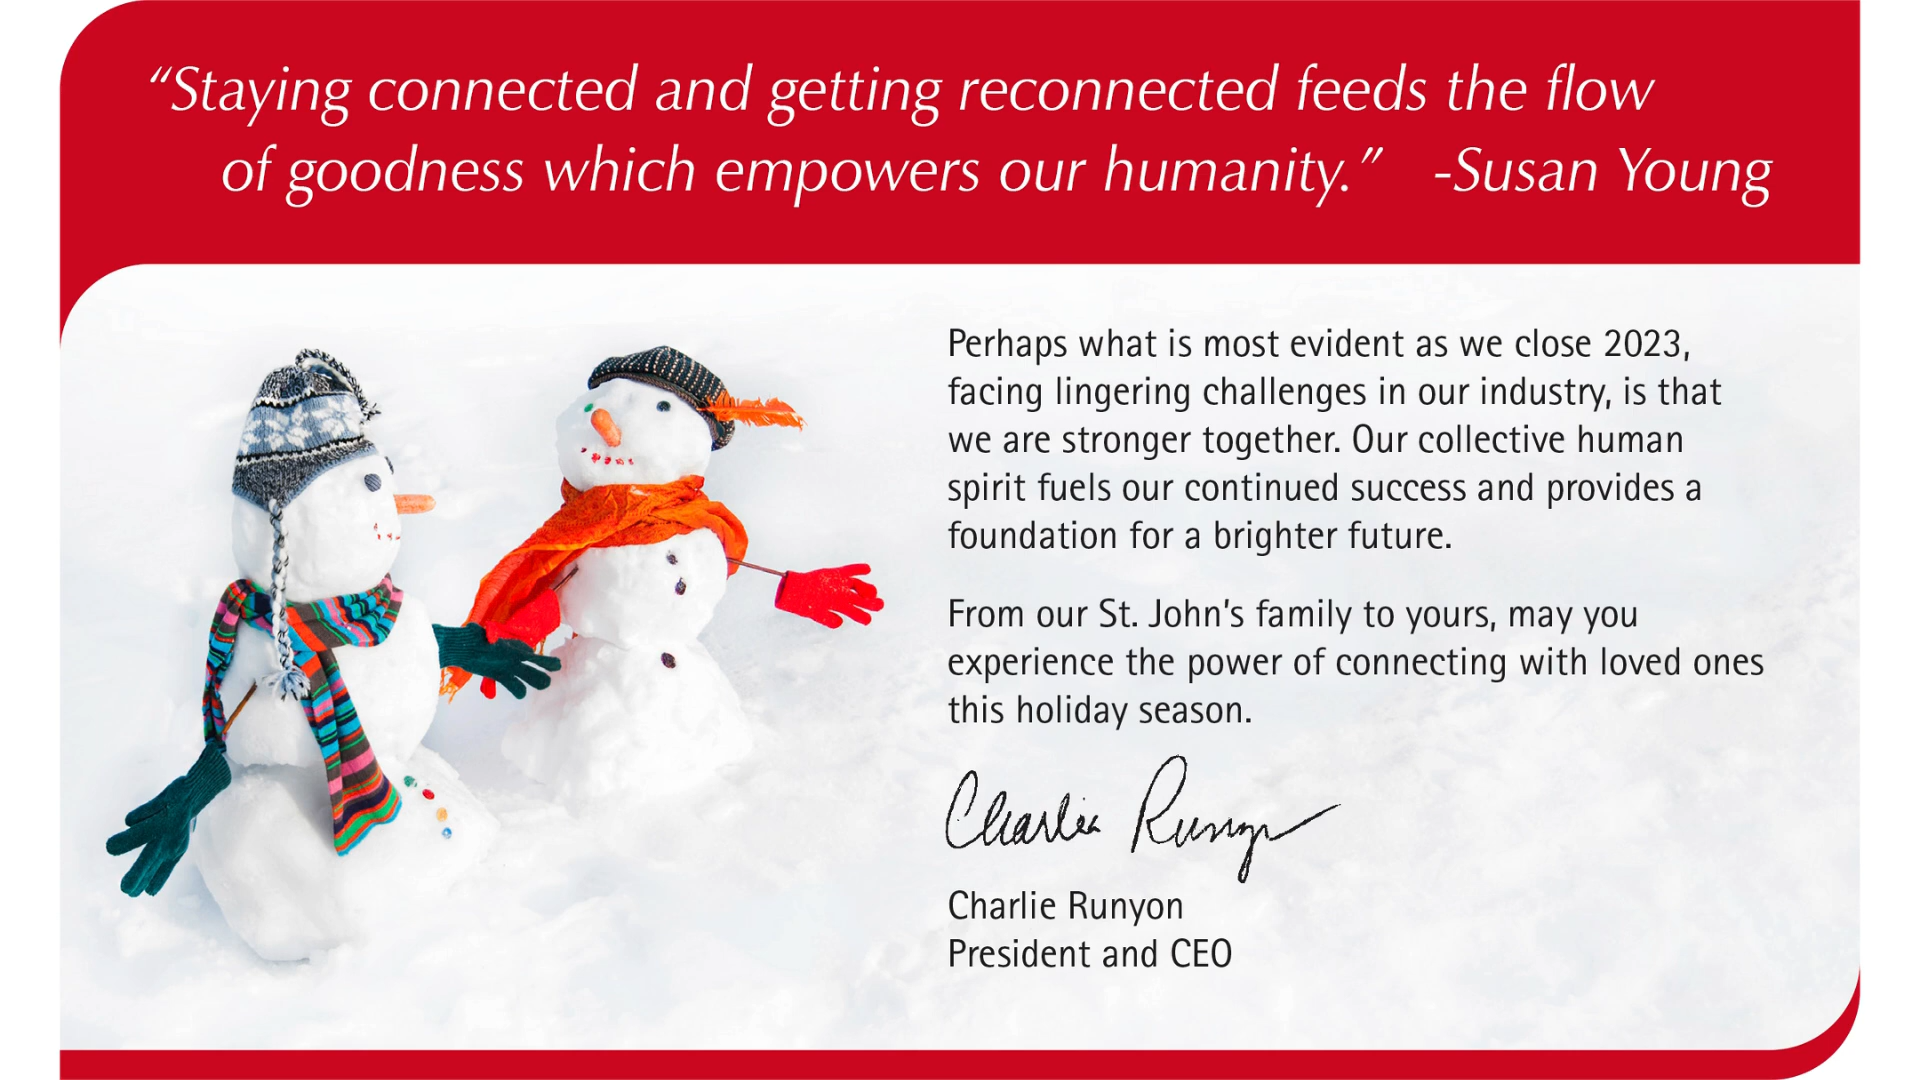 “Staying connected and getting reconnected feeds the flow
of goodness which empowers our humanity.” -Susan Young
Perhaps what is most evident as we close 2023,
facing lingering challenges in our industry, is that
we are stronger together. Our collective human
spirit fuels our continued success and provides a
foundation for a brighter future.
From our St. John’s family to yours, may you
experience the power of connecting with loved ones
this holiday season.
Charlie Runyon
Charlie Runyon
President and CEO